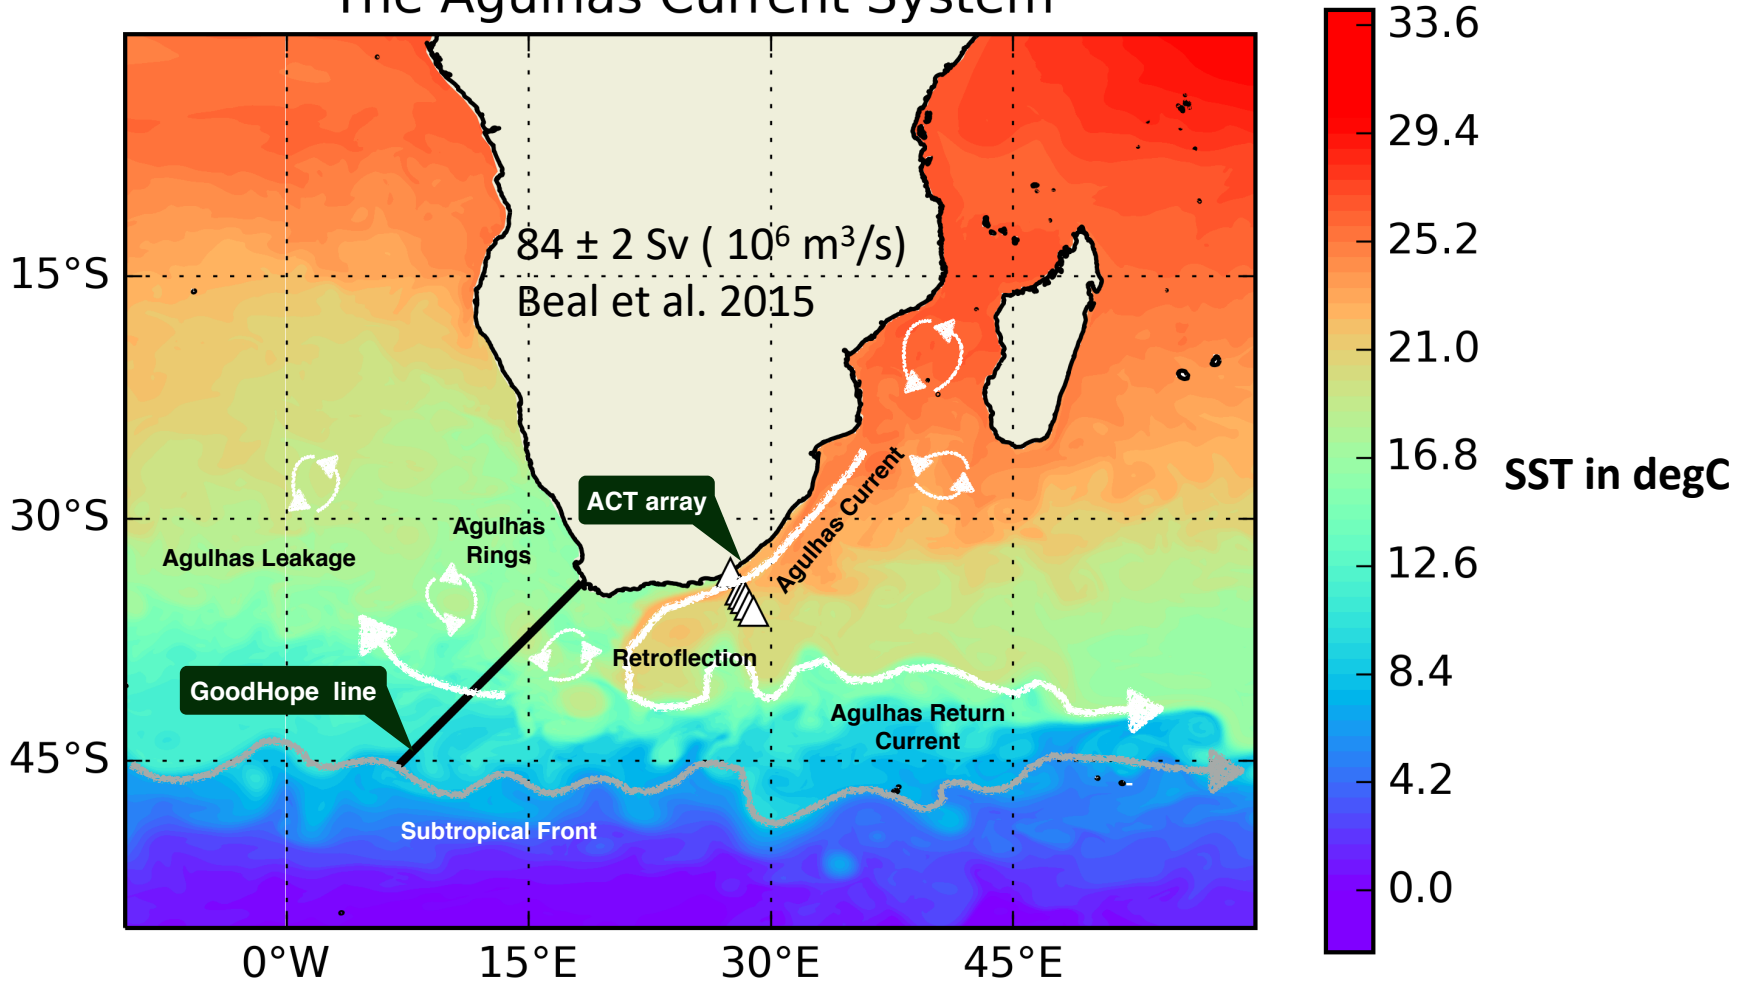 The Agulhas Current System
33.6
29.4
25.2
21.0
16.8
12.6
8.4
4.2
0.0
SST in degC
15°S
30°S
45°S
0°W
15°E
30°E
45°E
84 ± 2 Sv ( 10⁶ m³/s)
Beal et al. 2015
ACT array
Agulhas Current
Agulhas
Rings
Agulhas Leakage
Retroflection
GoodHope line
Agulhas Return
Current
Subtropical Front